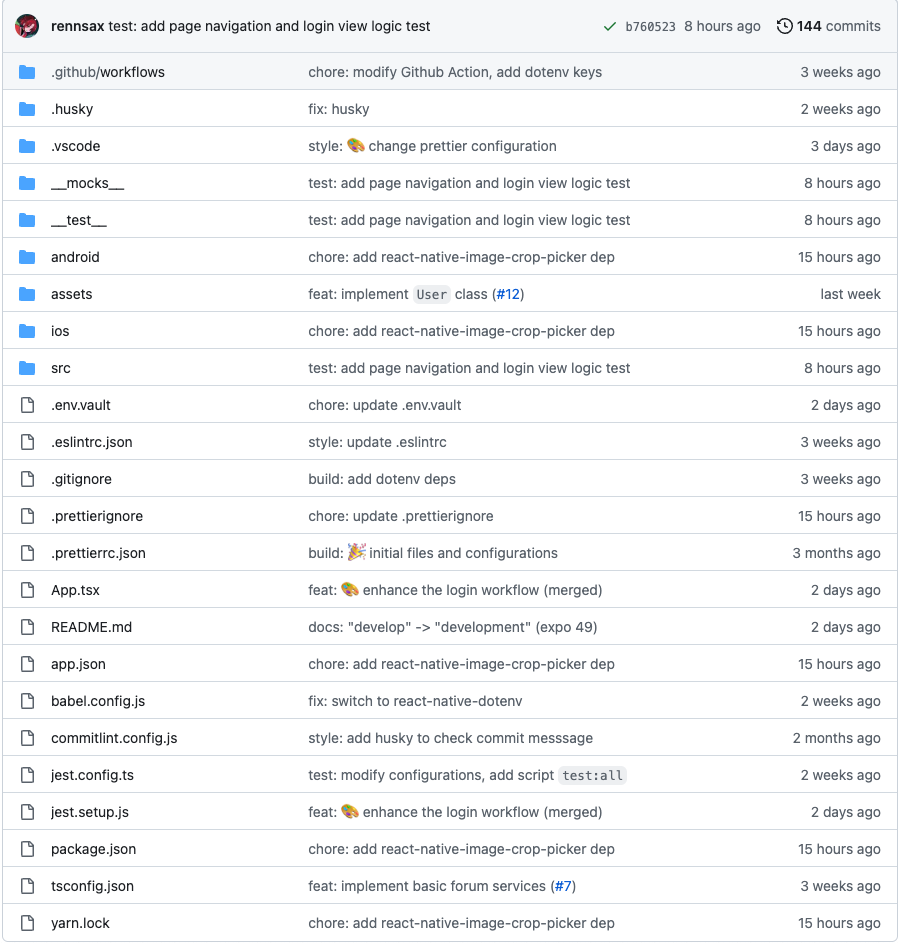 rennsax test: add page navigation and login view logic test b760523 8 hours ago 144 commits
.github/workflows chore: modify Github Action, add dotenv keys 3 weeks ago
.husky fix: husky 2 weeks ago
.vscode style: 🎨 change prettier configuration 3 days ago
__mocks__ test: add page navigation and login view logic test 8 hours ago
__test__ test: add page navigation and login view logic test 8 hours ago
android chore: add react-native-image-crop-picker dep 15 hours ago
assets feat: implement User class (#12) last week
ios chore: add react-native-image-crop-picker dep 15 hours ago
src test: add page navigation and login view logic test 8 hours ago
.env.vault chore: update .env.vault 2 days ago
.eslintrc.json style: update .eslintrc 3 weeks ago
.gitignore build: add dotenv deps 3 weeks ago
.prettierignore chore: update .prettierignore 15 hours ago
.prettierrc.json build: 🎉 initial files and configurations 3 months ago
App.tsx feat: 🎨 enhance the login workflow (merged) 2 days ago
README.md docs: "develop" -> "development" (expo 49) 2 days ago
app.json chore: add react-native-image-crop-picker dep 15 hours ago
babel.config.js fix: switch to react-native-dotenv 2 weeks ago
commitlint.config.js style: add husky to check commit messsage 2 months ago
jest.config.ts test: modify configurations, add script test:all 2 weeks ago
jest.setup.js feat: 🎨 enhance the login workflow (merged) 2 days ago
package.json chore: add react-native-image-crop-picker dep 15 hours ago
tsconfig.json feat: implement basic forum services (#7) 3 weeks ago
yarn.lock chore: add react-native-image-crop-picker dep 15 hours ago